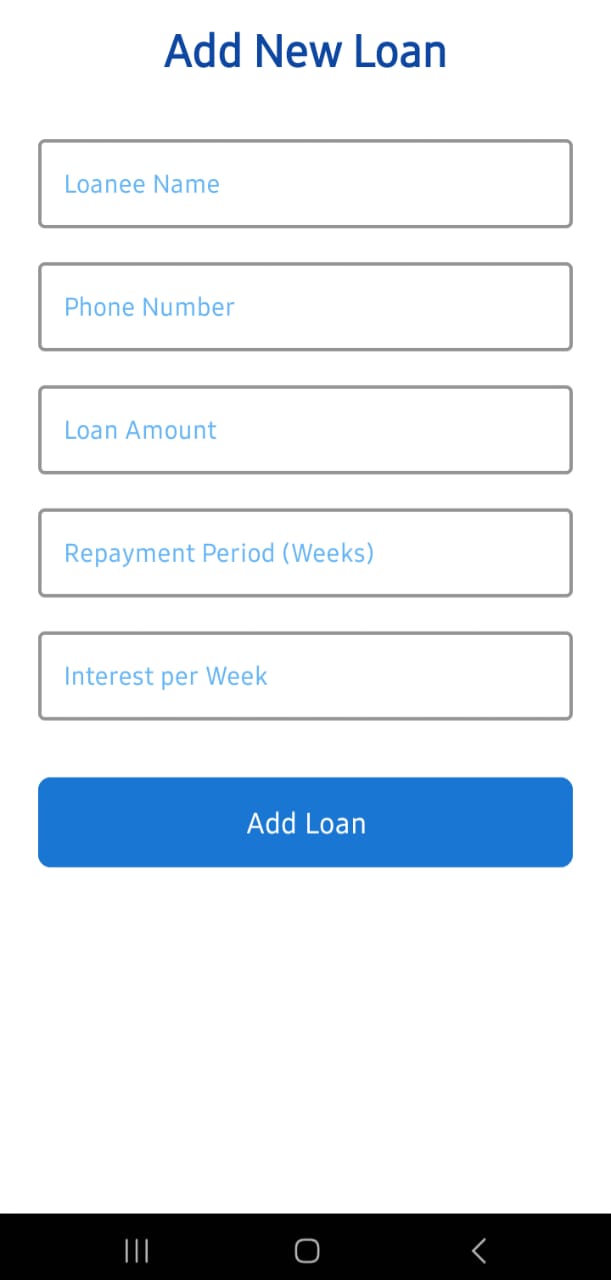 Add New Loan
Loanee Name
Phone Number
Loan Amount
Repayment Period (Weeks)
Interest per Week
Add Loan